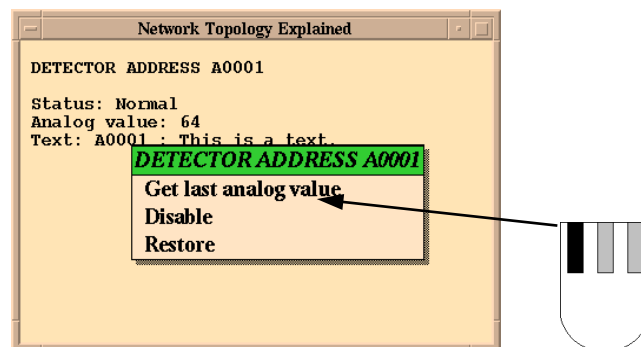 Network Topology Explained
DETECTOR ADDRESS A0001
Status: Normal
Analog value: 64
Text: A0001 : This is a text.
DETECTOR ADDRESS A0001
Get last analog value
Disable
Restore